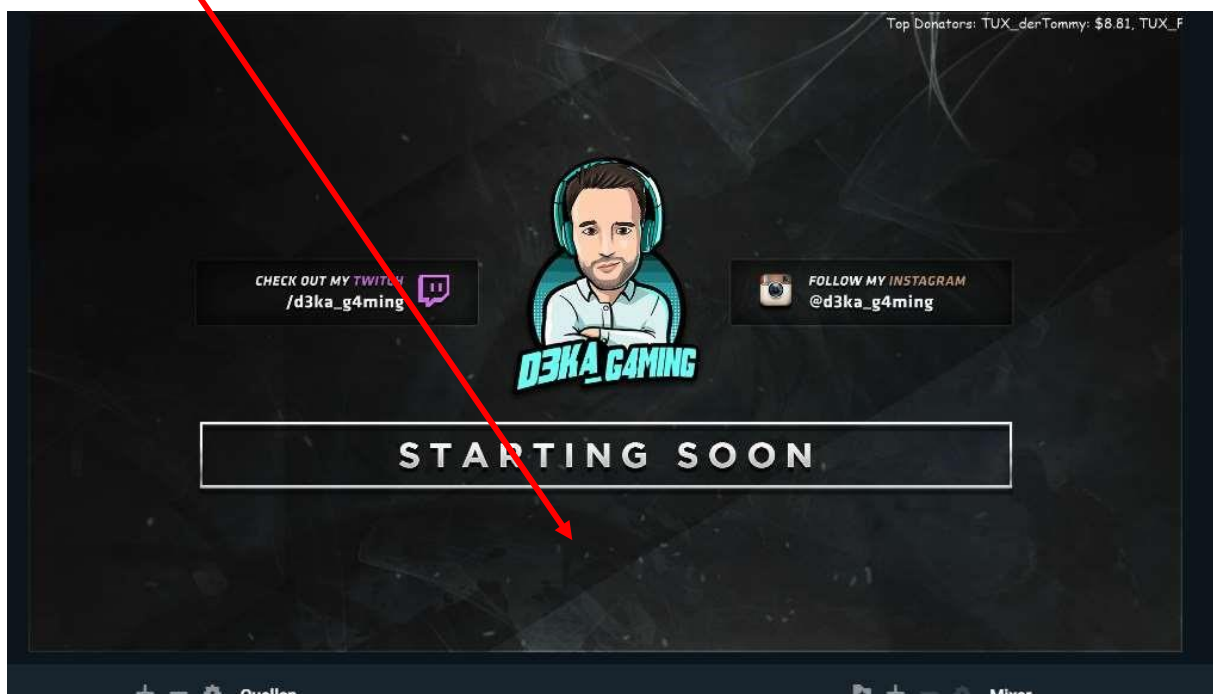 Top Donators: TUX_derTommy: $8.81, TUX_F
CHECK OUT MY TWITCH
/d3ka_g4ming
FOLLOW MY INSTAGRAM
@d3ka_g4ming
D3KA_G4MING
STARTING SOON
Quellen
Mixer